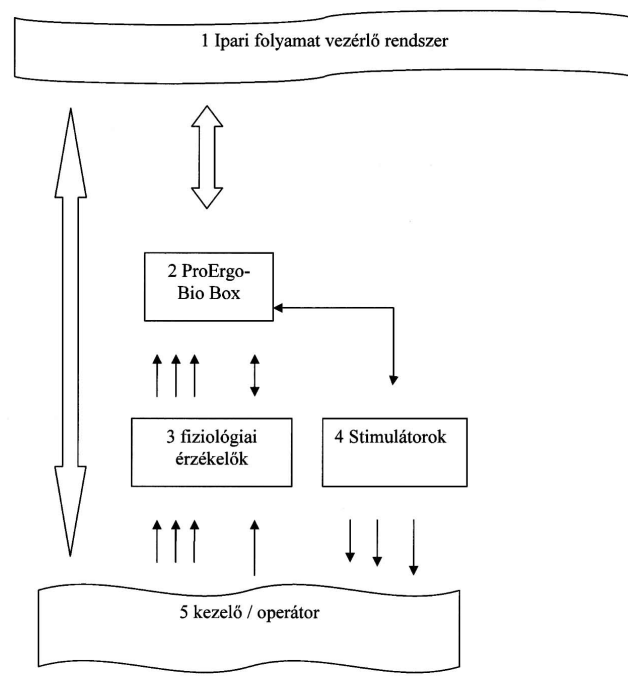 1 Ipari folyamat vezérlő rendszer
2 ProErgo-
Bio Box
3 fiziológiai
érzékelők
4 Stimulátorok
5 kezelő / operátor